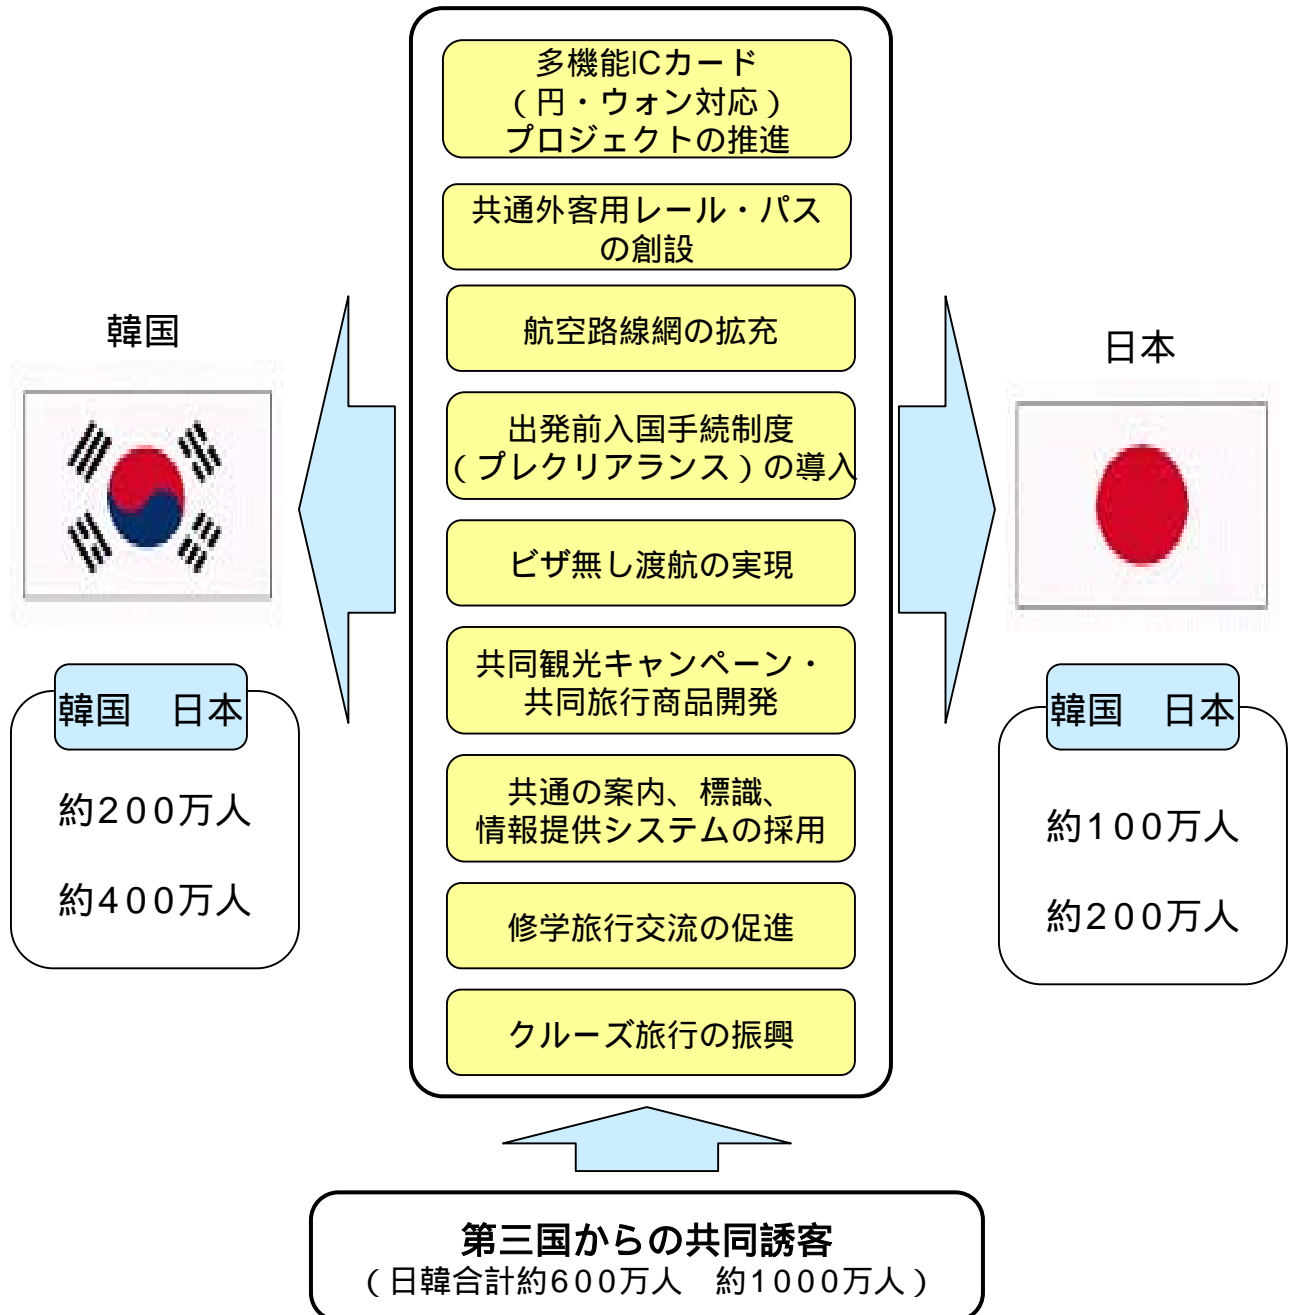 多機能ICカード
（円・ウォン対応）
プロジェクトの推進
共通外客用レール・パス
の創設
航空路線網の拡充
出発前入国手続制度
（プレクリアランス）の導入
ビザ無し渡航の実現
共同観光キャンペーン・
共同旅行商品開発
共通の案内、標識、
情報提供システムの採用
修学旅行交流の促進
クルーズ旅行の振興
韓国
韓国　日本
約200万人
約400万人
日本
韓国　日本
約100万人
約200万人
第三国からの共同誘客
（日韓合計約600万人　約1000万人）